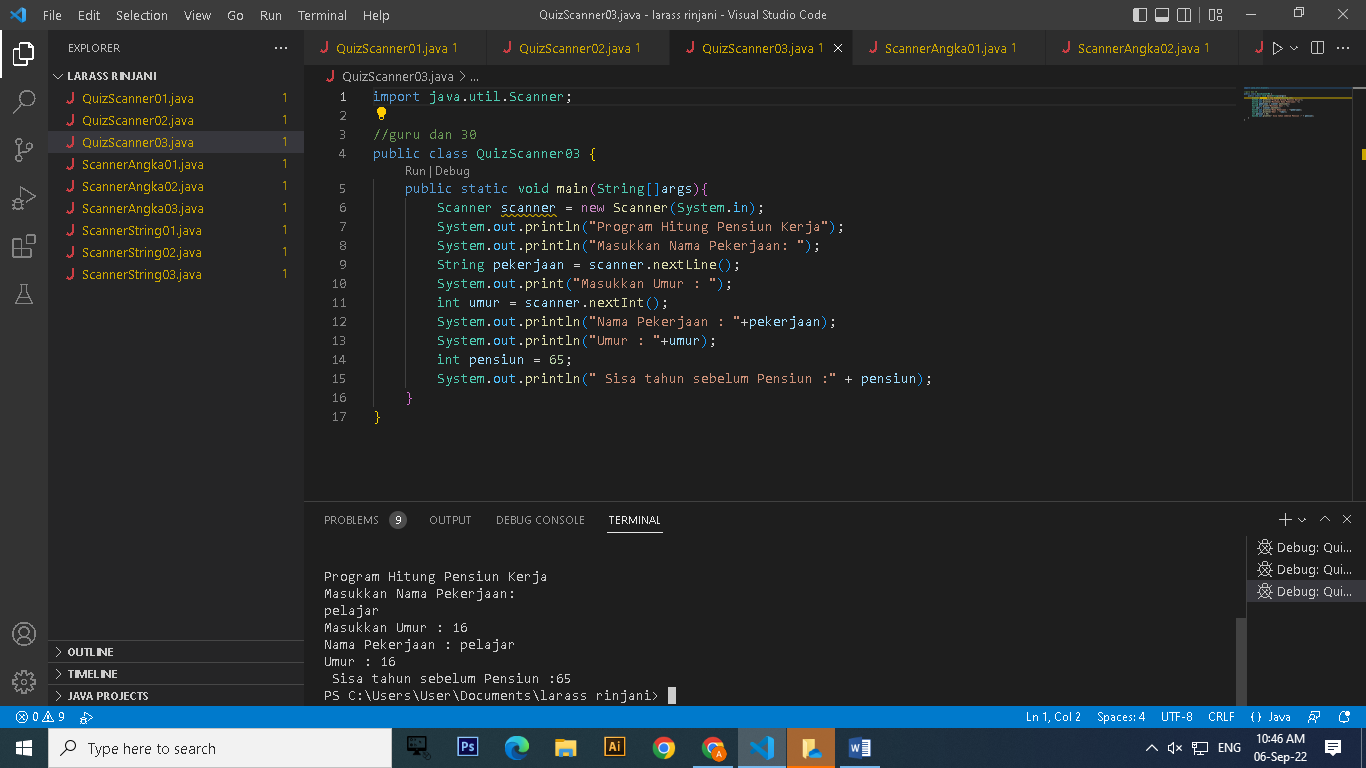 File Edit Selection View Go Run Terminal Help QuizScanner03.java - larass rinjani - Visual Studio Code
EXPLORER ...
LARASS RINJANI
QuizScanner01.java 1
QuizScanner02.java 1
QuizScanner03.java 1
ScannerAngka01.java 1
ScannerAngka02.java 1
ScannerAngka03.java 1
ScannerString01.java 1
ScannerString02.java 1
ScannerString03.java 1
OUTLINE
TIMELINE
JAVA PROJECTS
QuizScanner01.java 1 QuizScanner02.java 1 QuizScanner03.java 1 ScannerAngka01.java 1 ScannerAngka02.java 1
QuizScanner03.java > ...
1 import java.util.Scanner;
2
3 //guru dan 30
4 public class QuizScanner03 {
Run | Debug
5 public static void main(String[]args){
6 Scanner scanner = new Scanner(System.in);
7 System.out.println("Program Hitung Pensiun Kerja");
8 System.out.println("Masukkan Nama Pekerjaan: ");
9 String pekerjaan = scanner.nextLine();
10 System.out.print("Masukkan Umur : ");
11 int umur = scanner.nextInt();
12 System.out.println("Nama Pekerjaan : "+pekerjaan);
13 System.out.println("Umur : "+umur);
14 int pensiun = 65;
15 System.out.println(" Sisa tahun sebelum Pensiun :" + pensiun);
16 }
17 }
PROBLEMS 9 OUTPUT DEBUG CONSOLE TERMINAL
Program Hitung Pensiun Kerja
Masukkan Nama Pekerjaan:
pelajar
Masukkan Umur : 16
Nama Pekerjaan : pelajar
Umur : 16
Sisa tahun sebelum Pensiun :65
PS C:\Users\User\Documents\larass rinjani>
Debug: Qui...
Debug: Qui...
Debug: Qui...
0 9 Ln 1, Col 2 Spaces: 4 UTF-8 CRLF {} Java
Type here to search Ps Ai A W ENG 10:46 AM
06-Sep-22